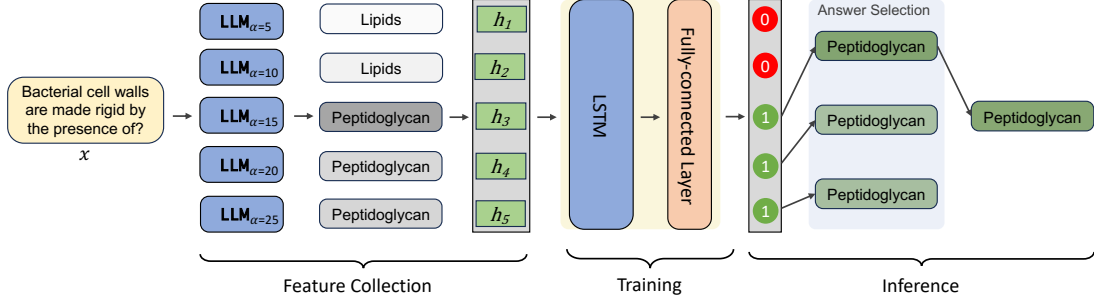 Bacterial cell walls
are made rigid by
the presence of?
x
LLMα=5
LLMα=10
LLMα=15
LLMα=20
LLMα=25
Lipids
Lipids
Peptidoglycan
Peptidoglycan
Peptidoglycan
h1
h2
h3
h4
h5
Feature Collection
LSTM
Fully-connected Layer
Training
0
0
1
1
1
Answer Selection
Peptidoglycan
Peptidoglycan
Peptidoglycan
Peptidoglycan
Inference